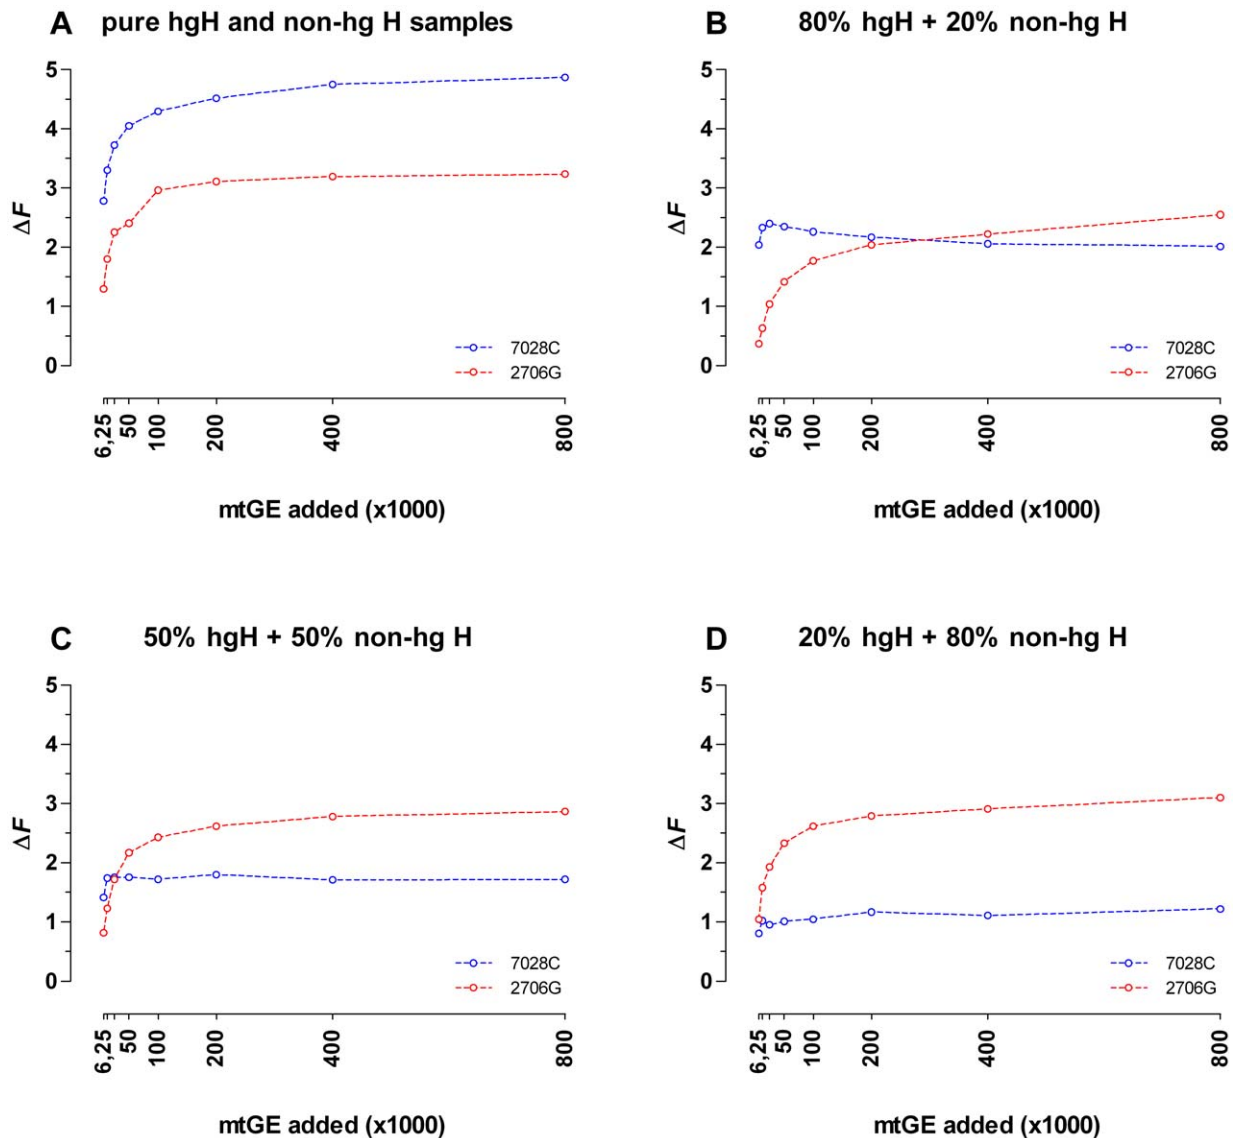 A pure hgH and non-hg H samples
5
4
3
2
1
0
ΔF
7028C
2706G
6,25
50
100
200
400
800
mtGE added (x1000)
B 80% hgH + 20% non-hg H
5
4
3
2
1
0
ΔF
7028C
2706G
6,25
50
100
200
400
800
mtGE added (x1000)
C 50% hgH + 50% non-hg H
5
4
3
2
1
0
ΔF
7028C
2706G
6,25
50
100
200
400
800
mtGE added (x1000)
D 20% hgH + 80% non-hg H
5
4
3
2
1
0
ΔF
7028C
2706G
6,25
50
100
200
400
800
mtGE added (x1000)